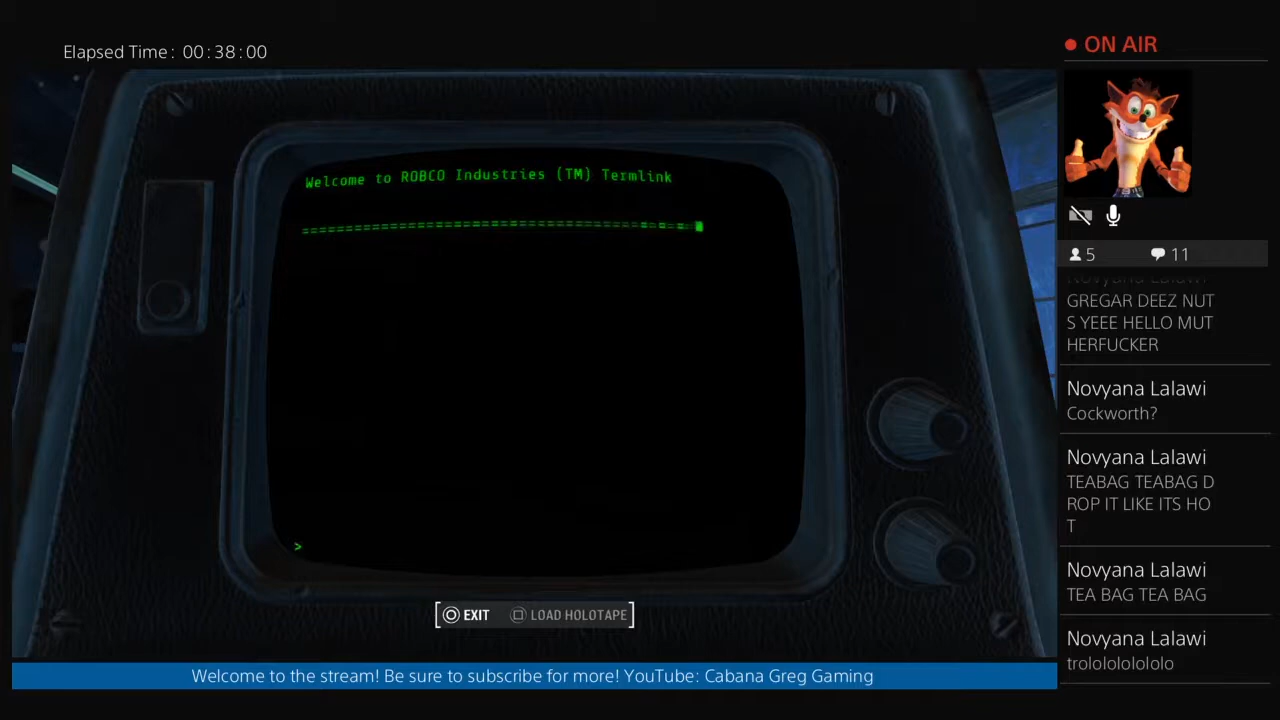 Elapsed Time: 00:38:00
ON AIR
Welcome to ROBCO Industries (TM) Termlink
5
11
Novyana Lalawi
GREGAR DEEZ NUT
S YEEE HELLO MUT
HERFUCKER
Novyana Lalawi
Cockworth?
Novyana Lalawi
TEABAG TEABAG D
ROP IT LIKE ITS HO
T
Novyana Lalawi
TEA BAG TEA BAG
Novyana Lalawi
trolololololololo
>
EXIT LOAD HOLOTAPE
Welcome to the stream! Be sure to subscribe for more! YouTube: Cabana Greg Gaming